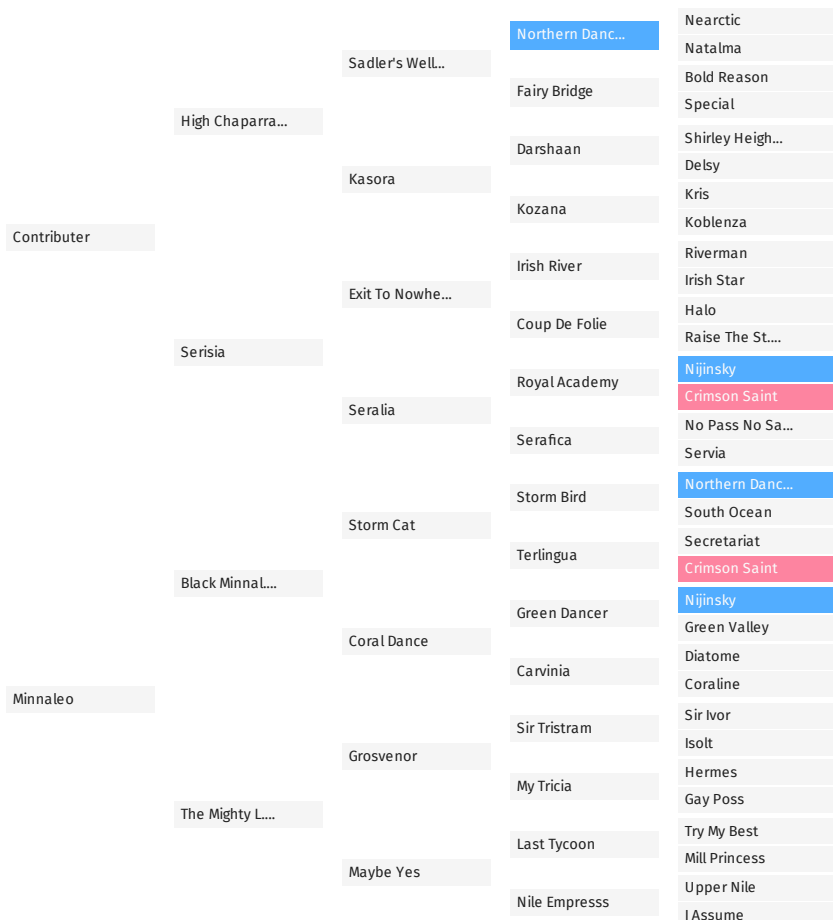 Contributer
High Chaparra...
Sadler's Well...
Northern Danc...
Nearctic
Natalma
Fairy Bridge
Bold Reason
Special
Kasora
Darshaan
Shirley Heigh...
Delsy
Kozana
Kris
Koblenza
Serisia
Exit To Nowhe...
Irish River
Riverman
Irish Star
Coup De Folie
Halo
Raise The St....
Seralia
Royal Academy
Nijinsky
Crimson Saint
Serafica
No Pass No Sa...
Servia
Minnaleo
Black Minnal....
Storm Cat
Storm Bird
Northern Danc...
South Ocean
Terlingua
Secretariat
Crimson Saint
Coral Dance
Green Dancer
Nijinsky
Green Valley
Carvinia
Diatome
Coraline
The Mighty L....
Grosvenor
Sir Tristram
Sir Ivor
Isolt
My Tricia
Hermes
Gay Poss
Maybe Yes
Last Tycoon
Try My Best
Mill Princess
Nile Empresss
Upper Nile
I Assume